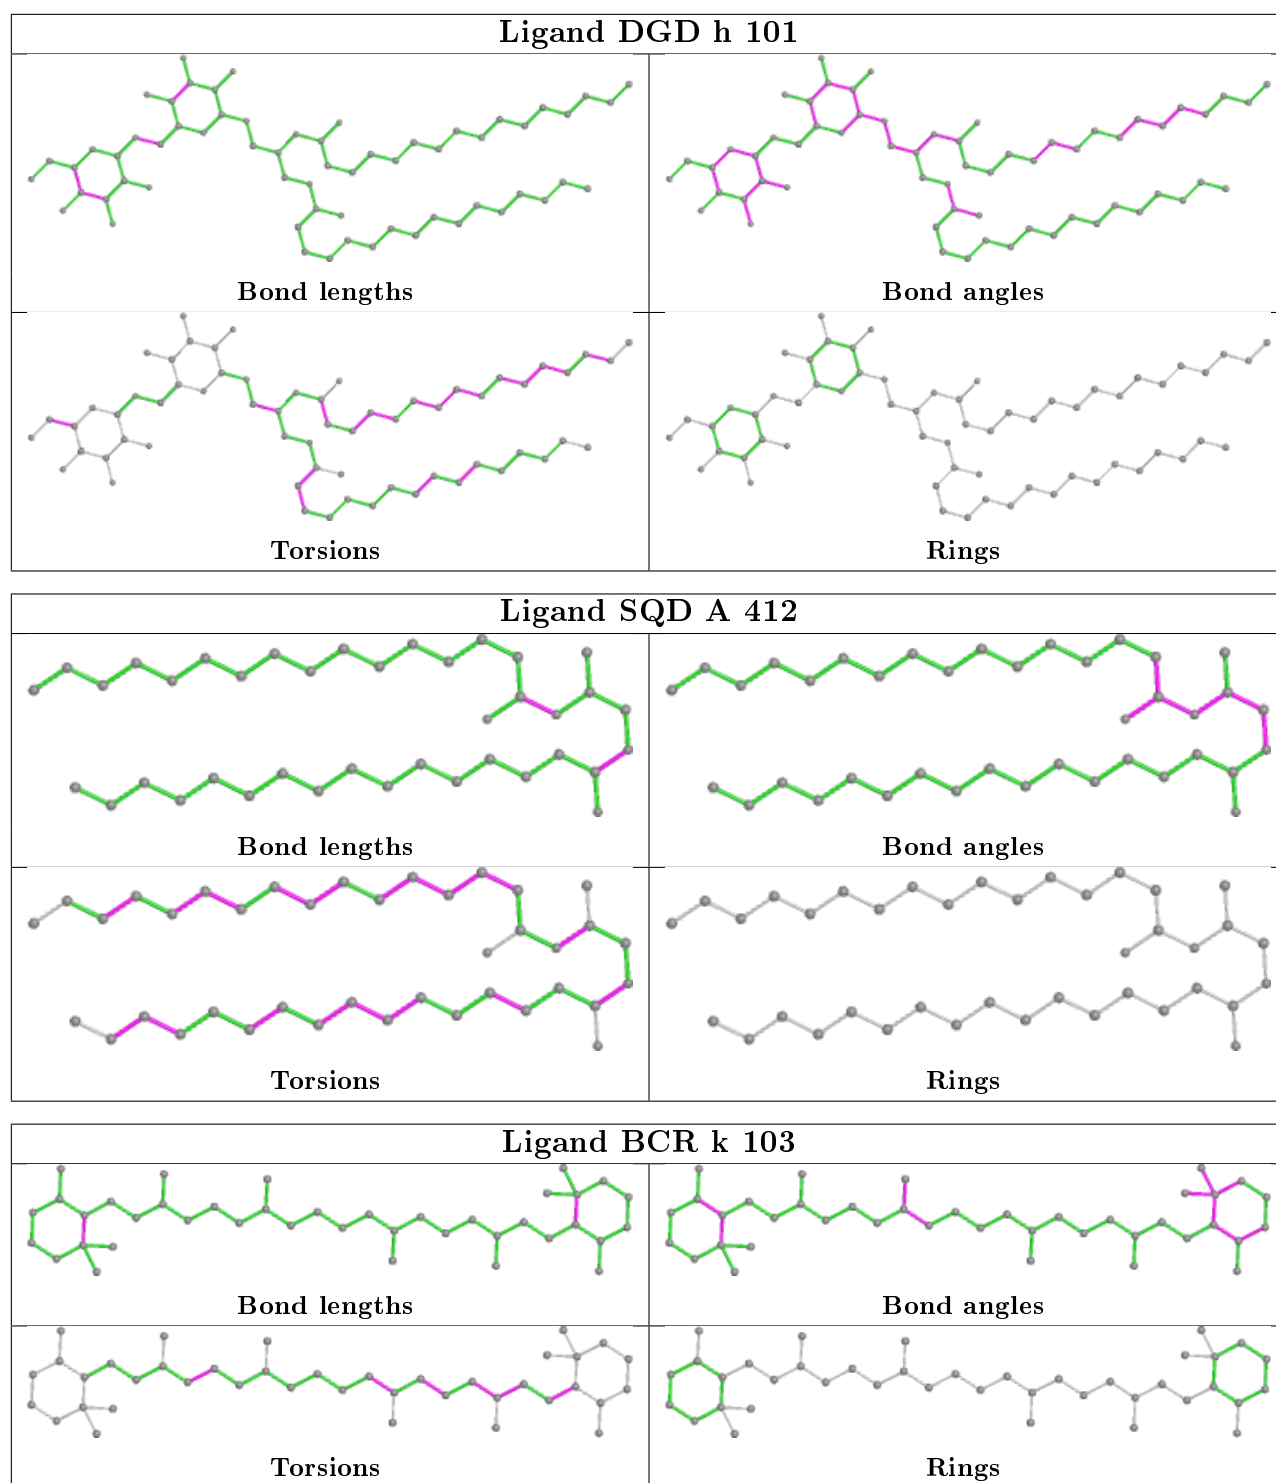 Ligand DGD h 101
Bond lengths
Bond angles
Torsions
Rings
Ligand SQD A 412
Bond lengths
Bond angles
Torsions
Rings
Ligand BCR k 103
Bond lengths
Bond angles
Torsions
Rings